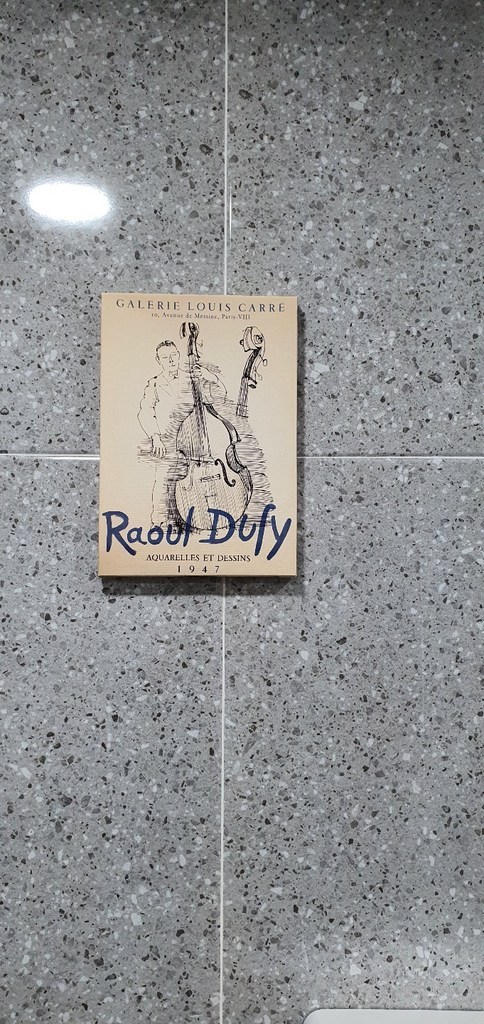 GALERIE LOUIS CARRÉ
10, Avenue de Messine, Paris-VIII
Raoul Dufy
AQUARELLES ET DESSINS
1947